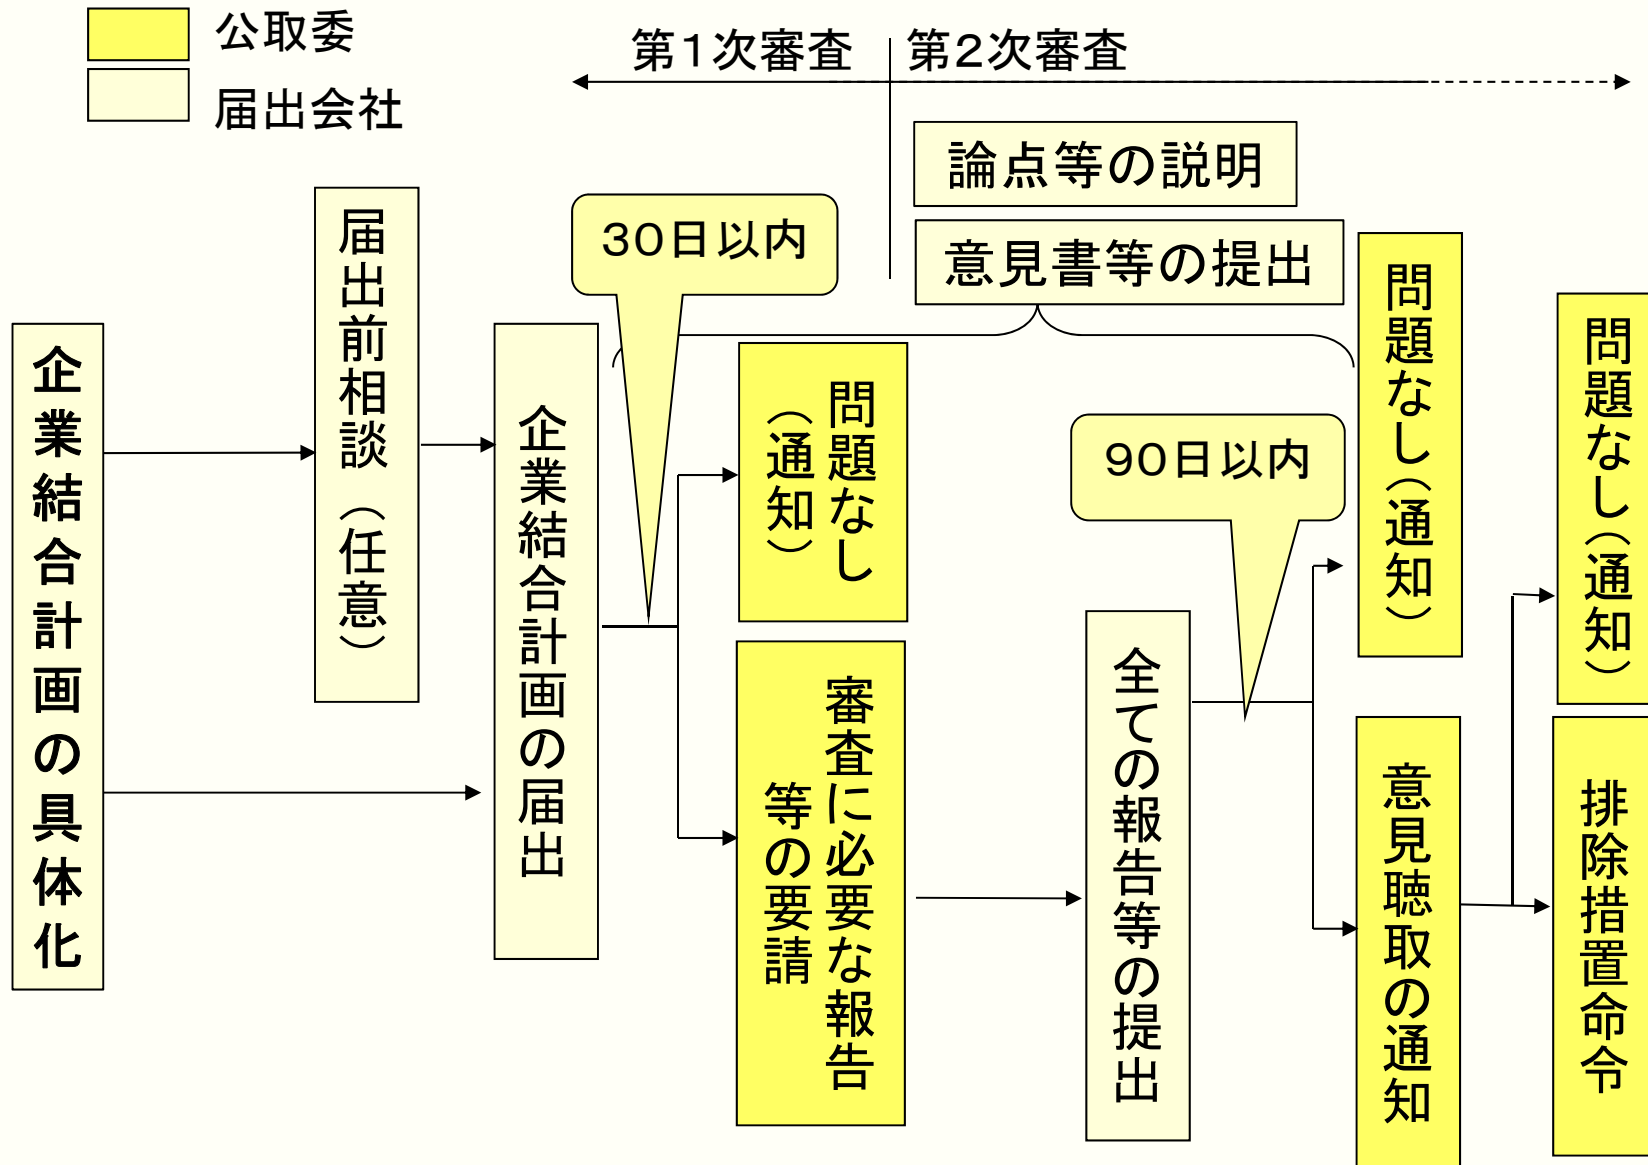 公取委
届出会社
第１次審査
第２次審査
論点等の説明
意見書等の提出
30日以内
90日以内
企業結合計画の具体化
届出前相談（任意）
企業結合計画の届出
問題なし
（通知）
審査に必要な報告
等の要請
全ての報告等の提出
問題なし（通知）
意見聴取の通知
問題なし（通知）
排除措置命令